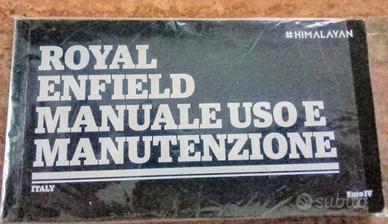 #HIMALAYAN
ROYAL
ENFIELD
MANUALE USO E
MANUTENZIONE
ITALY
Euro IV
subito